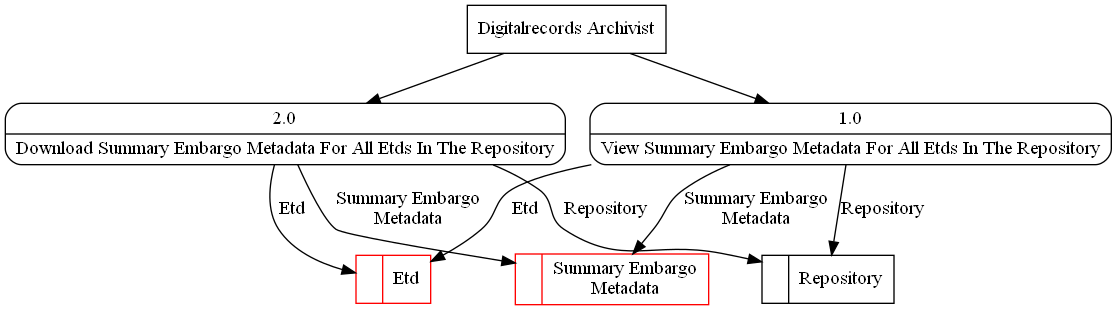 Digitalrecords Archivist
2.0
Download Summary Embargo Metadata For All Etds In The Repository
1.0
View Summary Embargo Metadata For All Etds In The Repository
Etd
Summary Embargo
Metadata
Etd
Repository
Summary Embargo
Metadata
Repository
Etd
Summary Embargo
Metadata
Repository